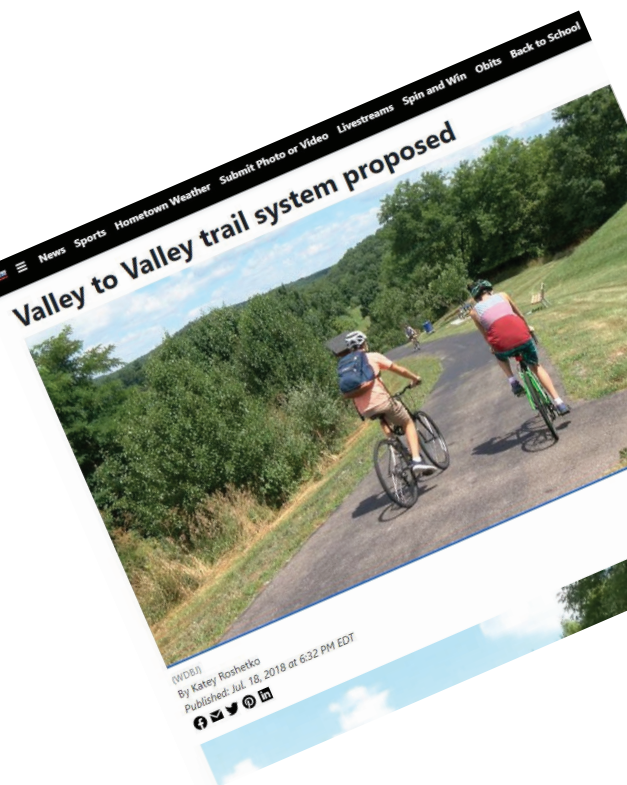 News Sports Hometown Weather Submit Photo or Video Livestreams Spin and Win Obits Back to School
Valley to Valley trail system proposed
(WDBJ)
By Katey Roshetko
Published: Jul. 18, 2018 at 6:32 PM EDT